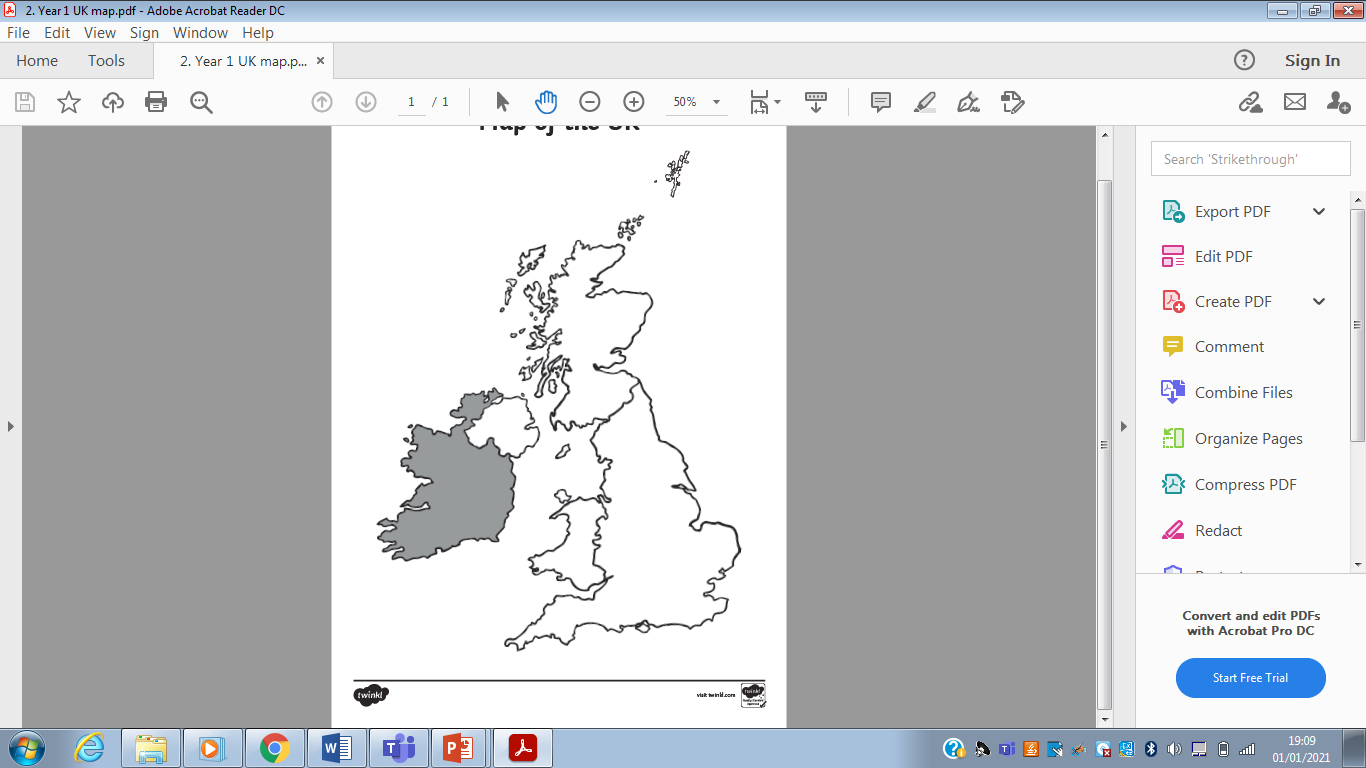 2. Year 1 UK map.pdf - Adobe Acrobat Reader DC
File Edit View Sign Window Help
Home Tools 2. Year 1 UK map.p... × Sign In
1 / 1 50%
Map of the UK
twinkl
visit twinkl.com
twinkl
Search 'Strikethrough'
Export PDF
Edit PDF
Create PDF
Comment
Combine Files
Organize Pages
Compress PDF
Redact
Convert and edit PDFs
with Acrobat Pro DC
Start Free Trial
19:09
01/01/2021